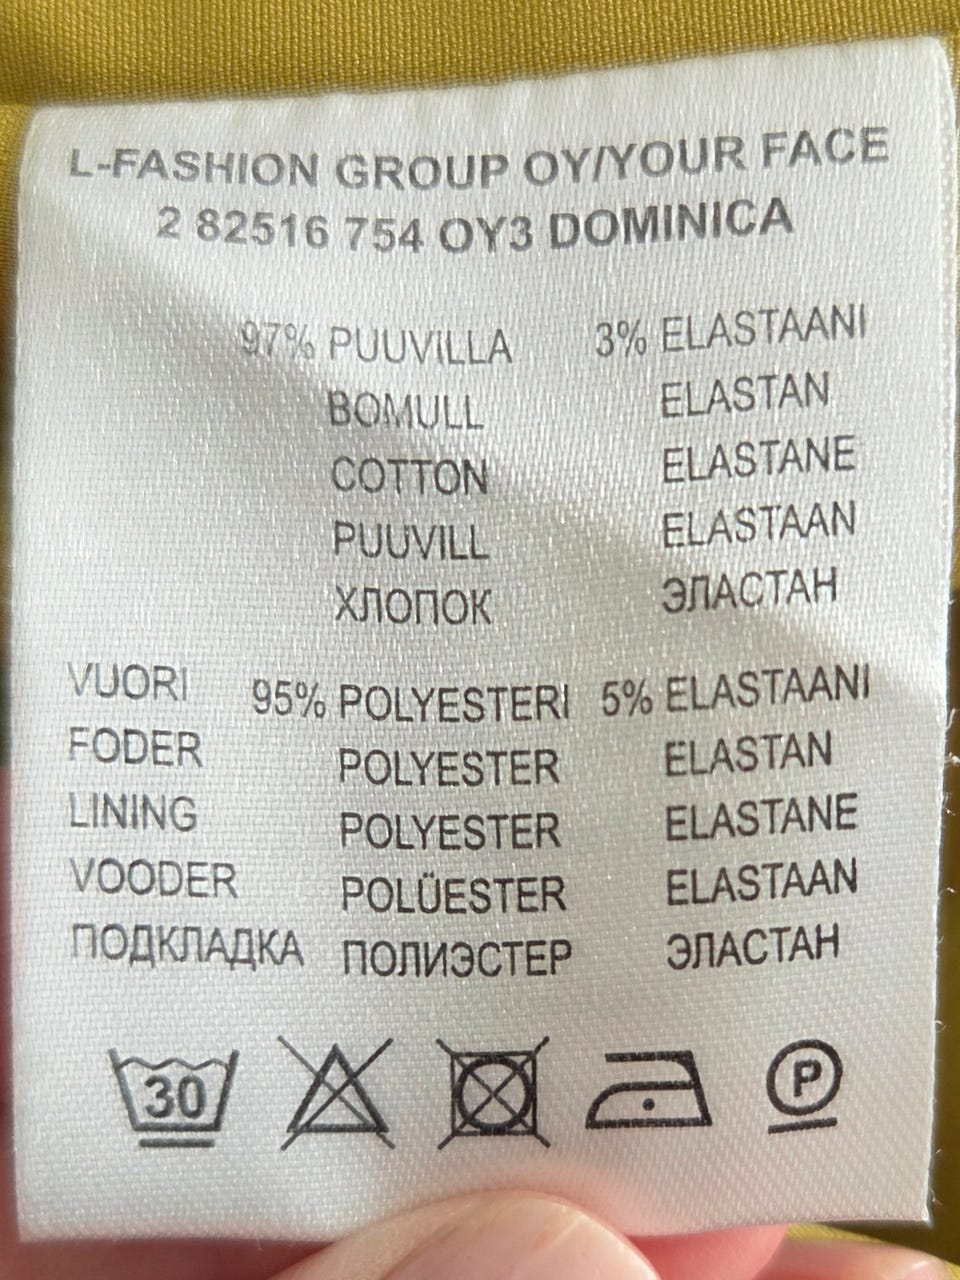 L-FASHION GROUP OY/YOUR FACE
2 82516 754 OY3 DOMINICA
97% PUUVILLA 3% ELASTAANI
BOMULL ELASTAN
COTTON ELASTANE
PUUVILL ELASTAAN
ХЛОПОК ЭЛАСТАН
VUORI 95% POLYESTERI 5% ELASTAANI
FODER POLYESTER ELASTAN
LINING POLYESTER ELASTANE
VOODER POLÜESTER ELASTAAN
ПОДКЛАДКА ПОЛИЭСТЕР ЭЛАСТАН
30 P